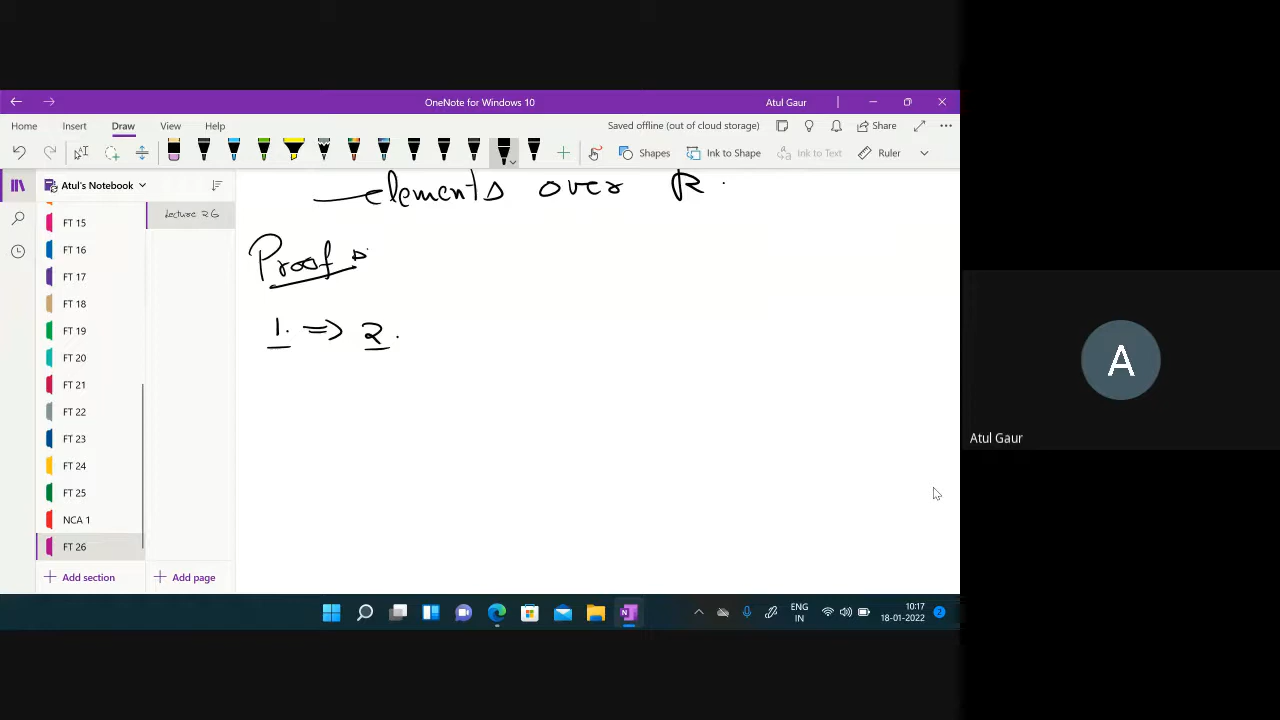 OneNote for Windows 10
Atul Gaur
Home Insert Draw View Help
Saved offline (out of cloud storage)
Share
Shapes
Ink to Shape
Ink to Text
Ruler
Atul's Notebook
FT 15
FT 16
FT 17
FT 18
FT 19
FT 20
FT 21
FT 22
FT 23
FT 24
FT 25
NCA 1
FT 26
Add section
Lecture 26
Add page
elements over R.
Proof
1. => 2.
A
Atul Gaur
ENG
IN
10:17
18-01-2022
2